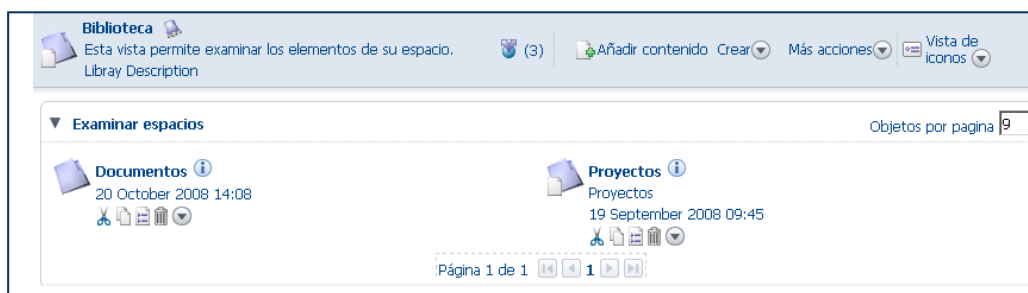 Biblioteca
Esta vista permite examinar los elementos de su espacio.
Libray Description
(3)
Añadir contenido Crear Más acciones Vista de iconos
Examinar espacios
Objetos por pagina 9
Documentos
20 October 2008 14:08
Proyectos
Proyectos
19 September 2008 09:45
Página 1 de 1 1